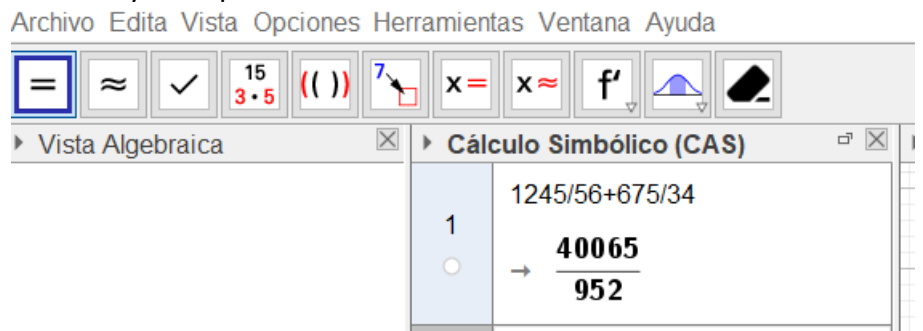 Archivo Edita Vista Opciones Herramientas Ventana Ayuda
= ≈ ✓ 15 3·5 (( )) 7 x= x≈ f'
Vista Algebraica
Cálculo Simbólico (CAS)
1
1245/56+675/34
→ 40065/952